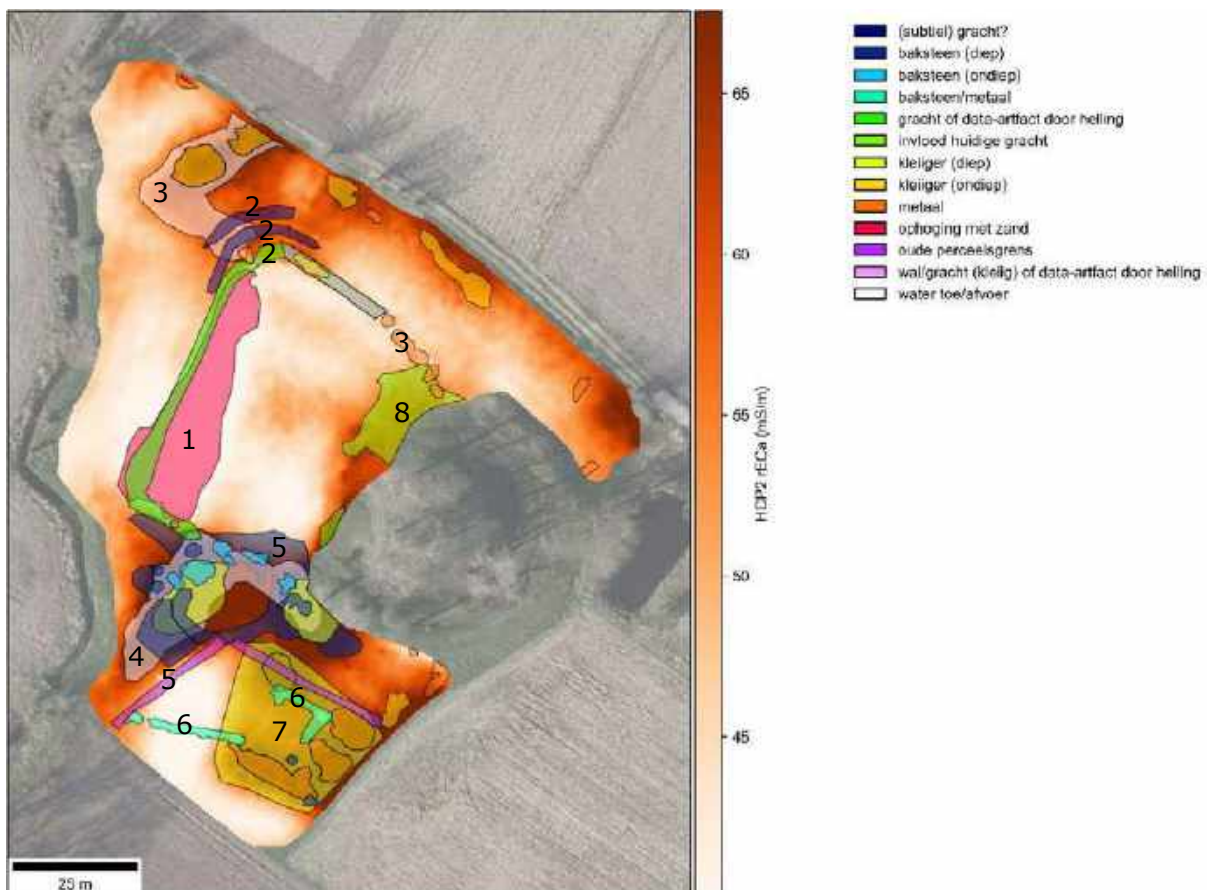 (subtiel) gracht?
baksteen (diep)
baksteen (ondiep)
baksteen/metaal
gracht of data-artfact door helling
invloed huidige gracht
kleiiger (diep)
kleiiger (ondiep)
metaal
ophoging met zand
oude perceelsgrens
wal/gracht (kleiig) of data-artfact door helling
water toe/afvoer
65
60
55
50
45
HCP2 rECa (mS/m)
3
2
2
2
3
8
1
5
4
5
6
6
7
25 m